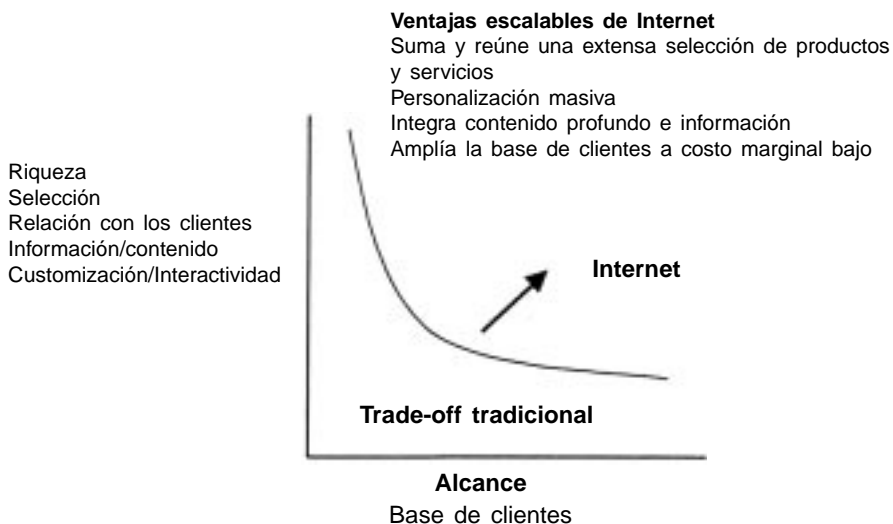 Ventajas escalables de Internet
Suma y reúne una extensa selección de productos
y servicios
Personalización masiva
Integra contenido profundo e información
Amplía la base de clientes a costo marginal bajo
Riqueza
Selección
Relación con los clientes
Información/contenido
Customización/Interactividad
Internet
Trade-off tradicional
Alcance
Base de clientes